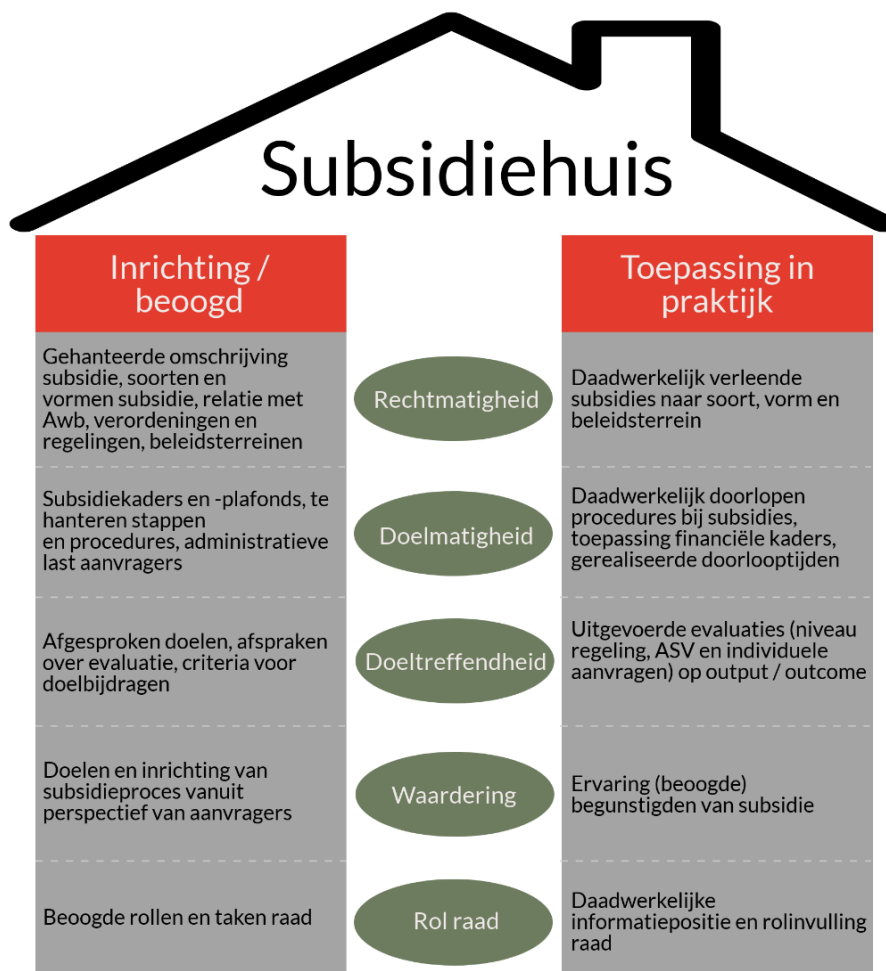 Subsidiehuis
Inrichting /
beoogd
Toepassing in
praktijk
Gehanteerde omschrijving
subsidie, soorten en
vormen subsidie, relatie met
Awb, verordeningen en
regelingen, beleidsterreinen
Rechtmatigheid
Daadwerkelijk verleende
subsidies naar soort, vorm en
beleidsterrein
Subsidiekaders en -plafonds, te
hanteren stappen
en procedures, administratieve
last aanvragers
Doelmatigheid
Daadwerkelijk doorlopen
procedures bij subsidies,
toepassing financiële kaders,
gerealiseerde doorlooptijden
Afgesproken doelen, afspraken
over evaluatie, criteria voor
doelbijdragen
Doeltreffendheid
Uitgevoerde evaluaties (niveau
regeling, ASV en individuele
aanvragen) op output / outcome
Doelen en inrichting van
subsidieproces vanuit
perspectief van aanvragers
Waardering
Ervaring (beoogde)
begunstigden van subsidie
Beoogde rollen en taken raad
Rol raad
Daadwerkelijke
informatiepositie en rolinvulling
raad